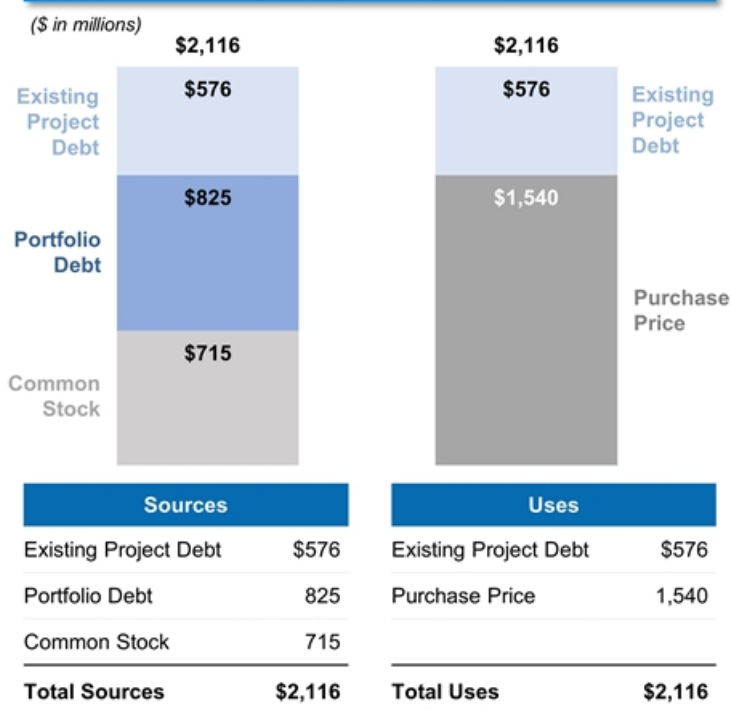 ($ in millions)
$2,116
$2,116
Existing
Project
Debt
$576
$576
Existing
Project
Debt
Portfolio
Debt
$825
$1,540
Purchase
Price
Common
Stock
$715
Sources
Existing Project Debt $576
Portfolio Debt 825
Common Stock 715
Total Sources $2,116
Uses
Existing Project Debt $576
Purchase Price 1,540
Total Uses $2,116